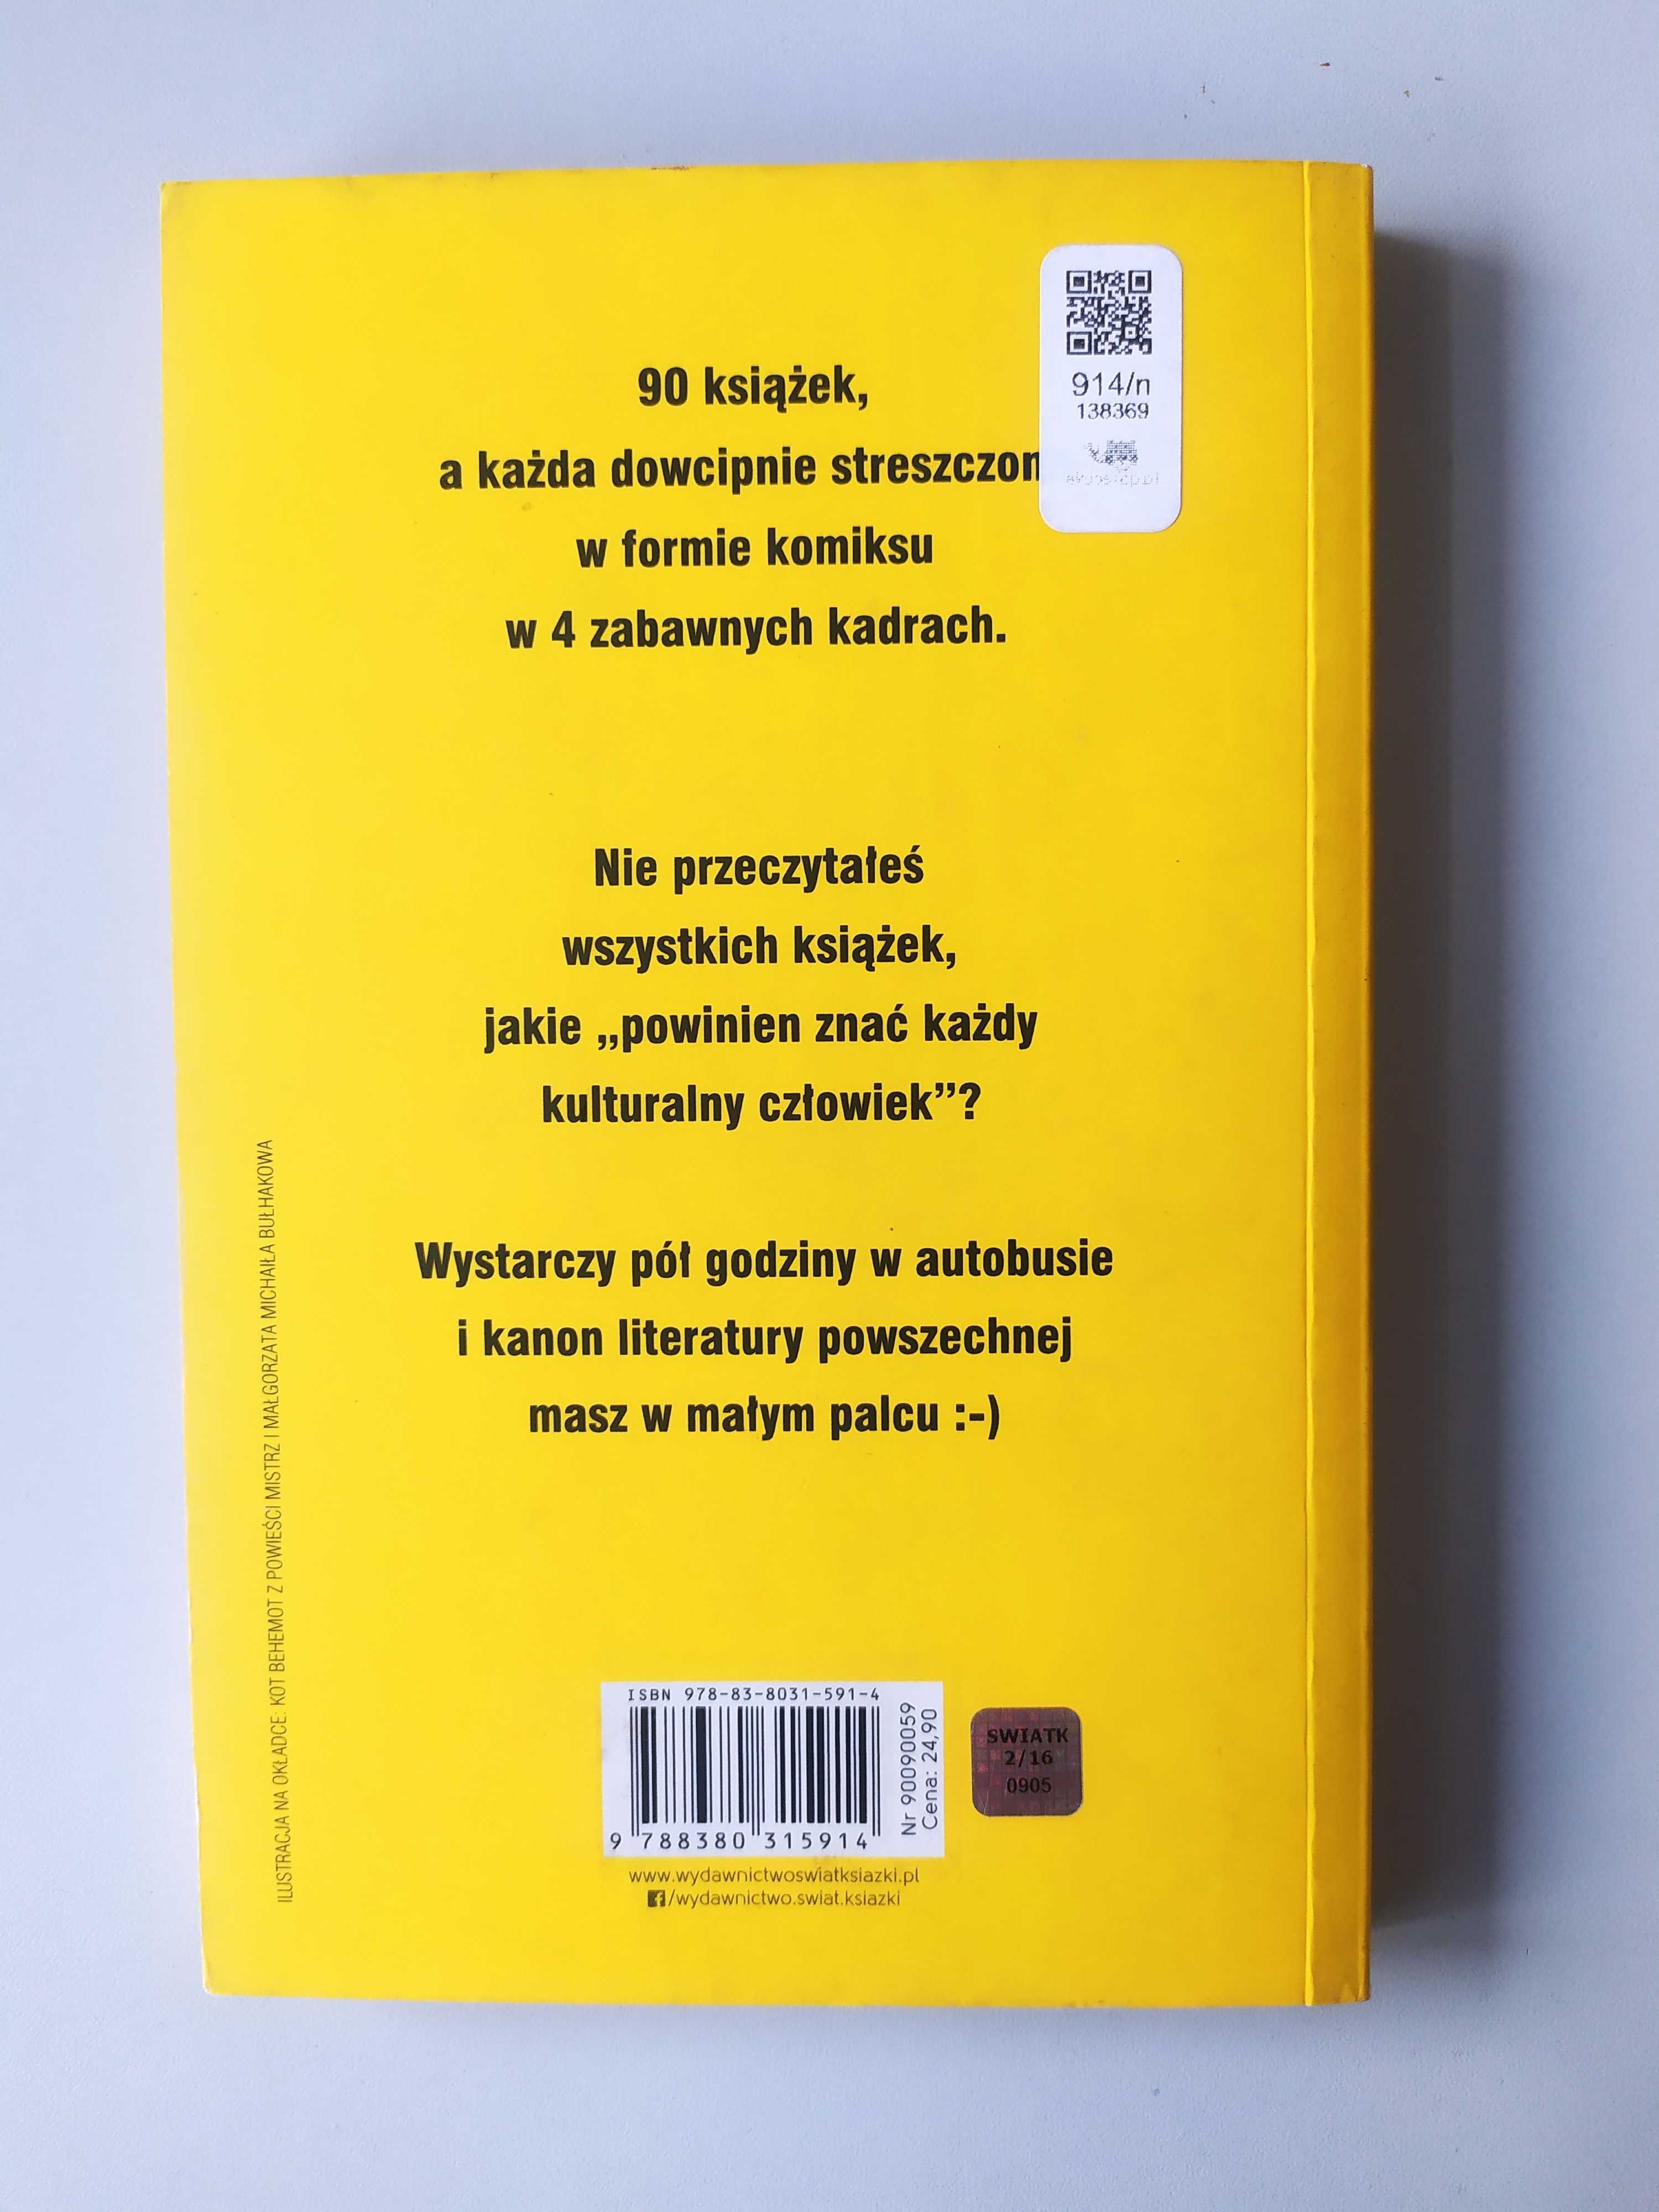 914/n
138369
90 książek,
a każda dowcipnie streszczon
w formie komiksu
w 4 zabawnych kadrach.
Nie przeczytałeś
wszystkich książek,
jakie „powinien znać każdy
kulturalny człowiek”?
Wystarczy pół godziny w autobusie
i kanon literatury powszechnej
masz w małym palcu :-)
ILUSTRACJA NA OKŁADCE: KOT BEHEMOT Z POWIEŚCI MISTRZ I MAŁGORZATA MICHAIŁA BUŁHAKOWA
ISBN 978-83-8031-591-4
9 788380 315914
Nr 90090059
Cena: 24,90
SWIATK
2/16
0905
www.wydawnictwoswiatksiazki.pl
/wydawnictwo.swiat.ksiazki